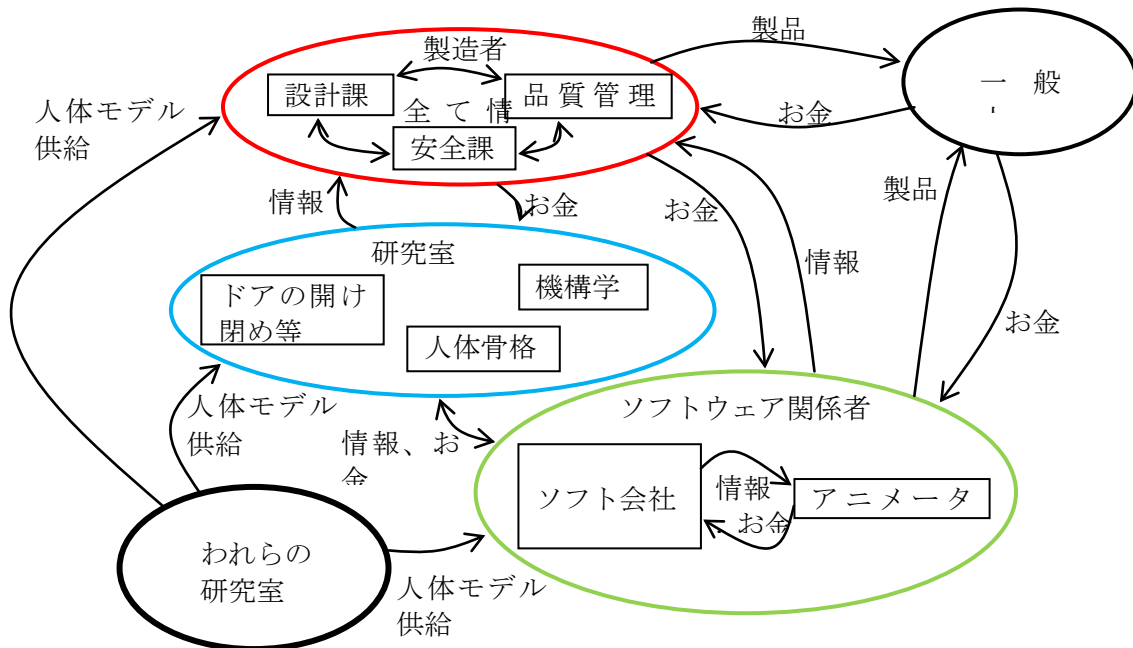 製造者
設計課
品質管理
全て情
安全課
製品
お金
一 般
人体モデル
供給
情報
お金
お金
情報
製品
お金
研究室
ドアの開け
閉め等
機構学
人体骨格
人体モデル
供給
情報、お
金
ソフトウェア関係者
ソフト会社
情報
、お金
アニメータ
われらの
研究室
人体モデル
供給